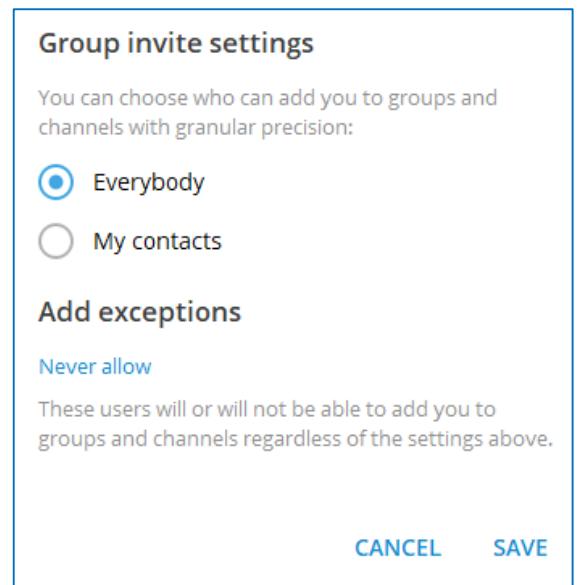 Group invite settings
You can choose who can add you to groups and
channels with granular precision:
Everybody
My contacts
Add exceptions
Never allow
These users will or will not be able to add you to
groups and channels regardless of the settings above.
CANCEL SAVE